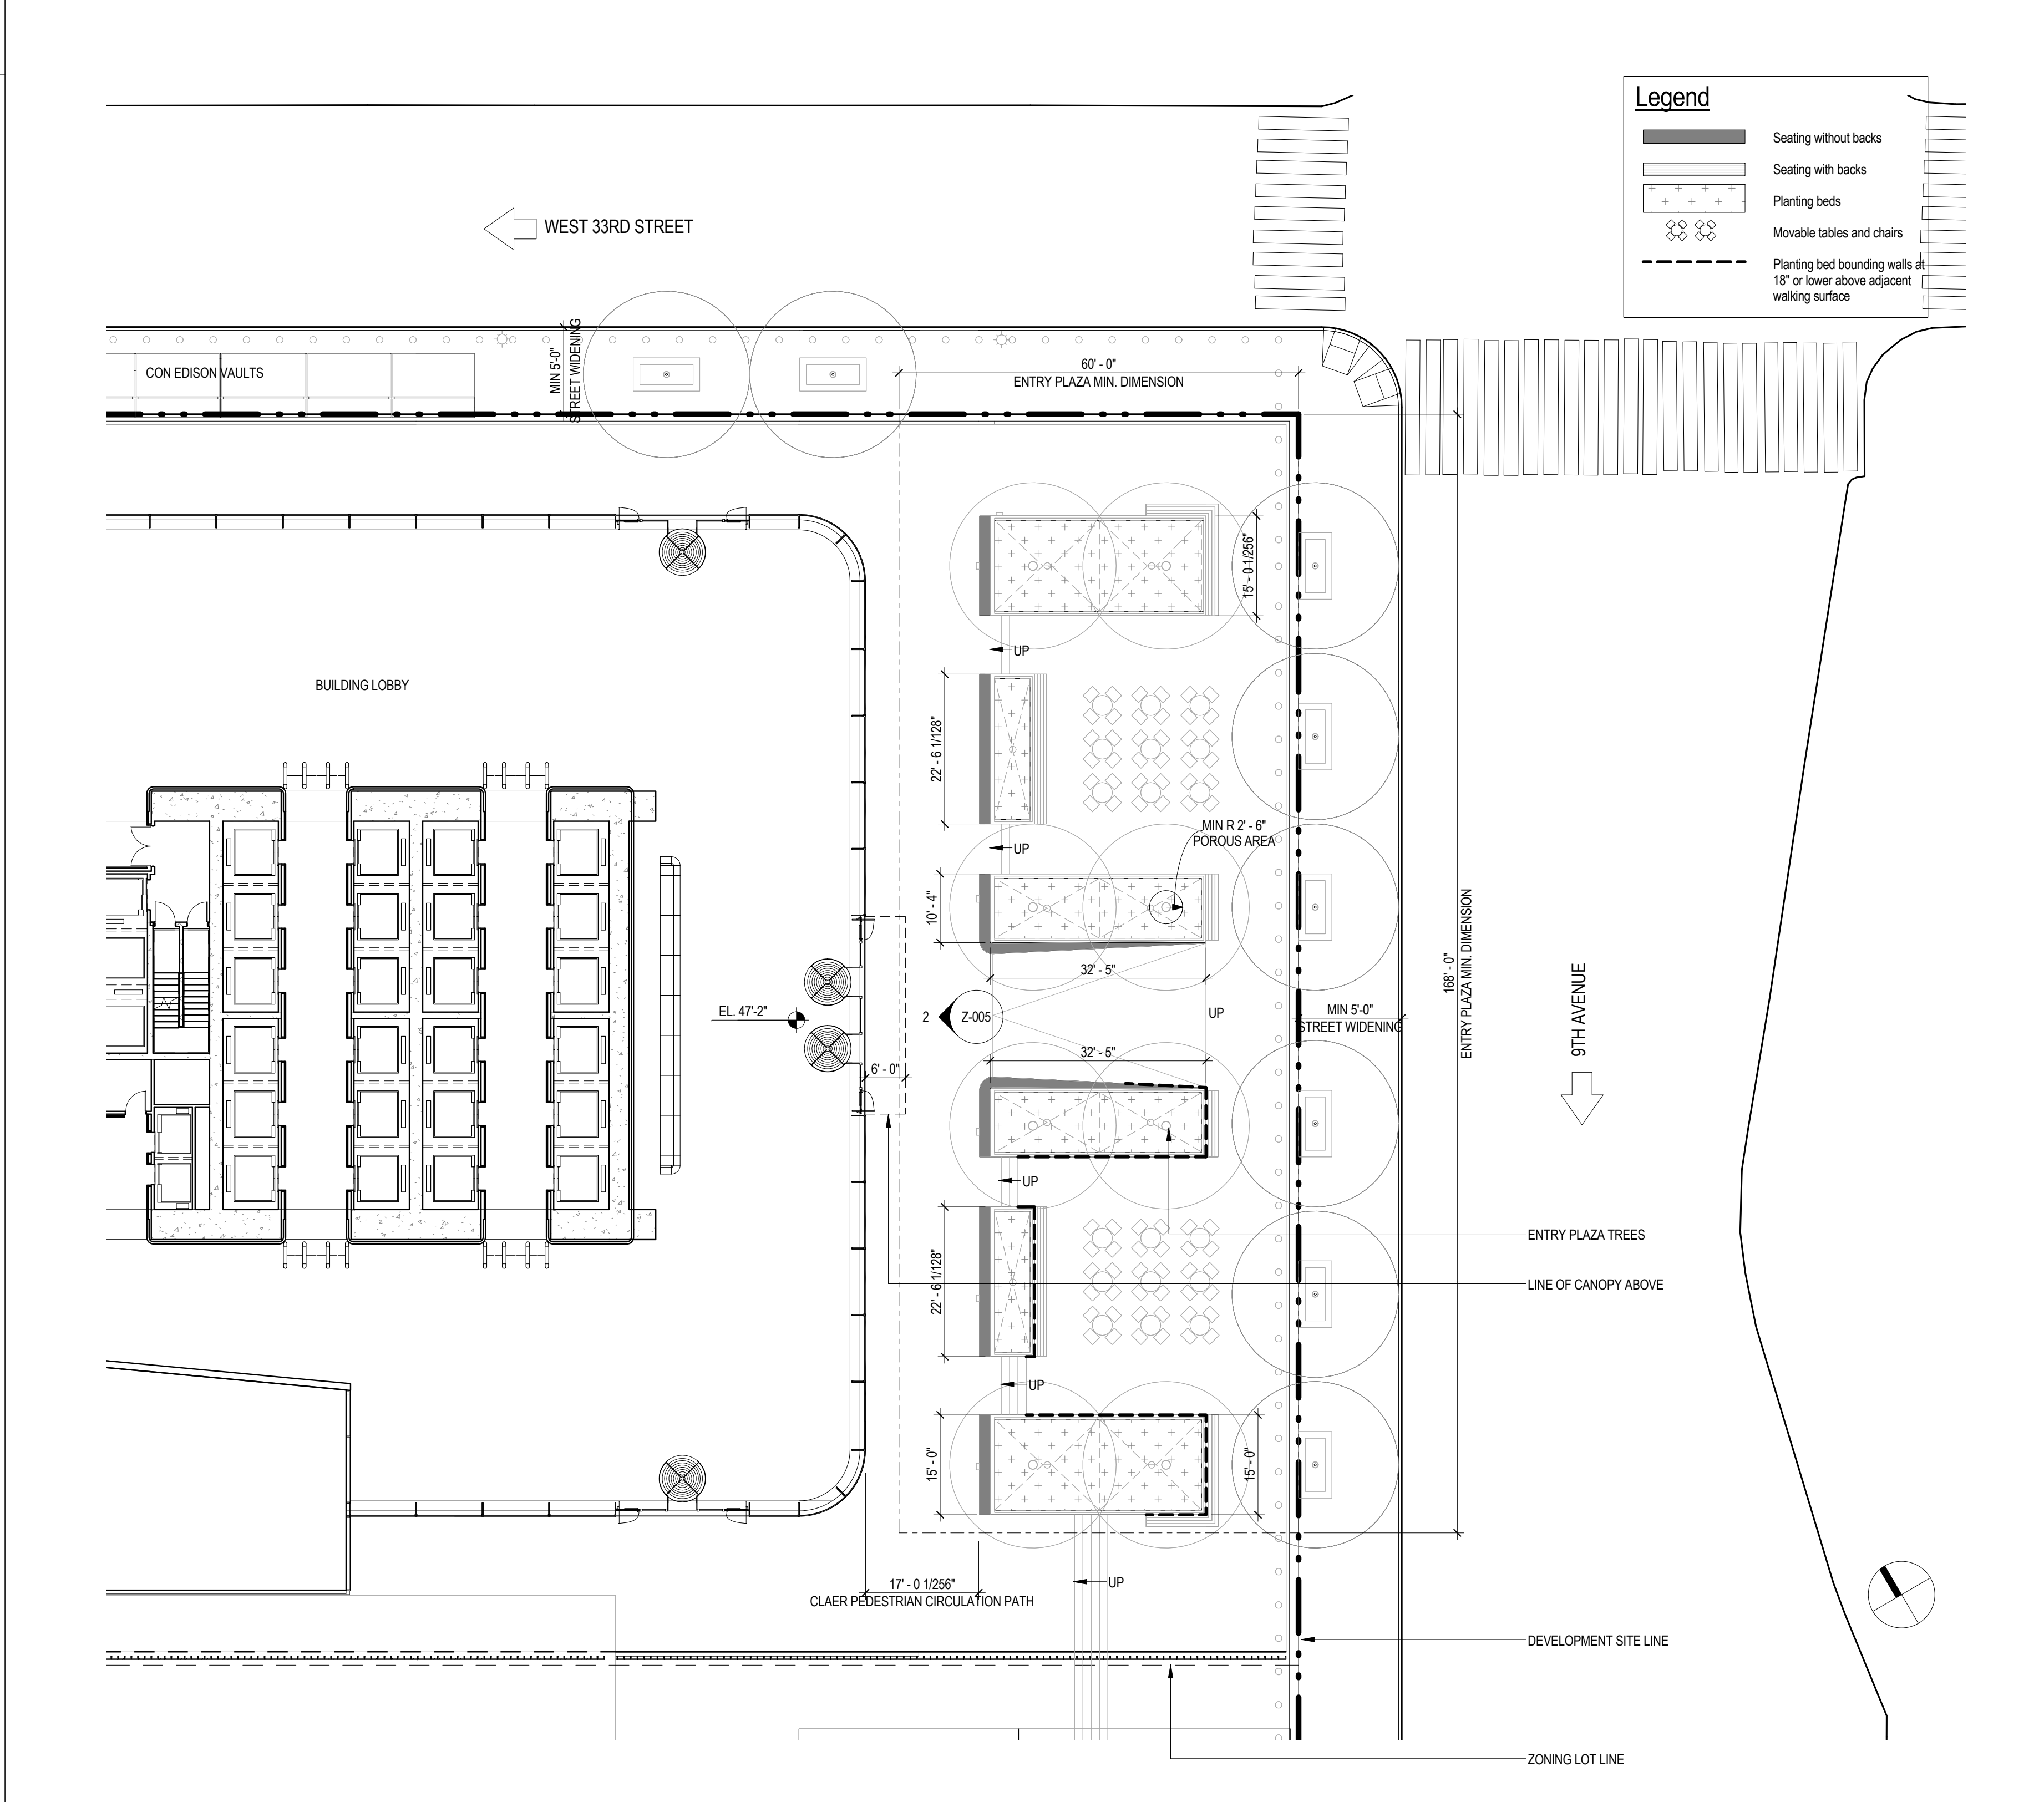 Legend
Seating without backs
Seating with backs
Planting beds
Movable tables and chairs
Planting bed bounding walls at
18" or lower above adjacent
walking surface
WEST 33RD STREET
MIN 5'-0"
STREET WIDENING
CON EDISON VAULTS
60' - 0"
ENTRY PLAZA MIN. DIMENSION
15' - 0 1/256"
UP
BUILDING LOBBY
22' - 6 1/128"
MIN R 2' - 6"
POROUS AREA
UP
10' - 4"
168' - 0"
ENTRY PLAZA MIN. DIMENSION
32' - 5"
9TH AVENUE
EL. 47'-2"
2
Z-005
UP
MIN 5'-0"
STREET WIDENING
32' - 5"
6' - 0"
UP
ENTRY PLAZA TREES
22' - 6 1/128"
LINE OF CANOPY ABOVE
UP
15' - 0"
15' - 0"
17' - 0 1/256"
UP
CLAER PEDESTRIAN CIRCULATION PATH
DEVELOPMENT SITE LINE
ZONING LOT LINE